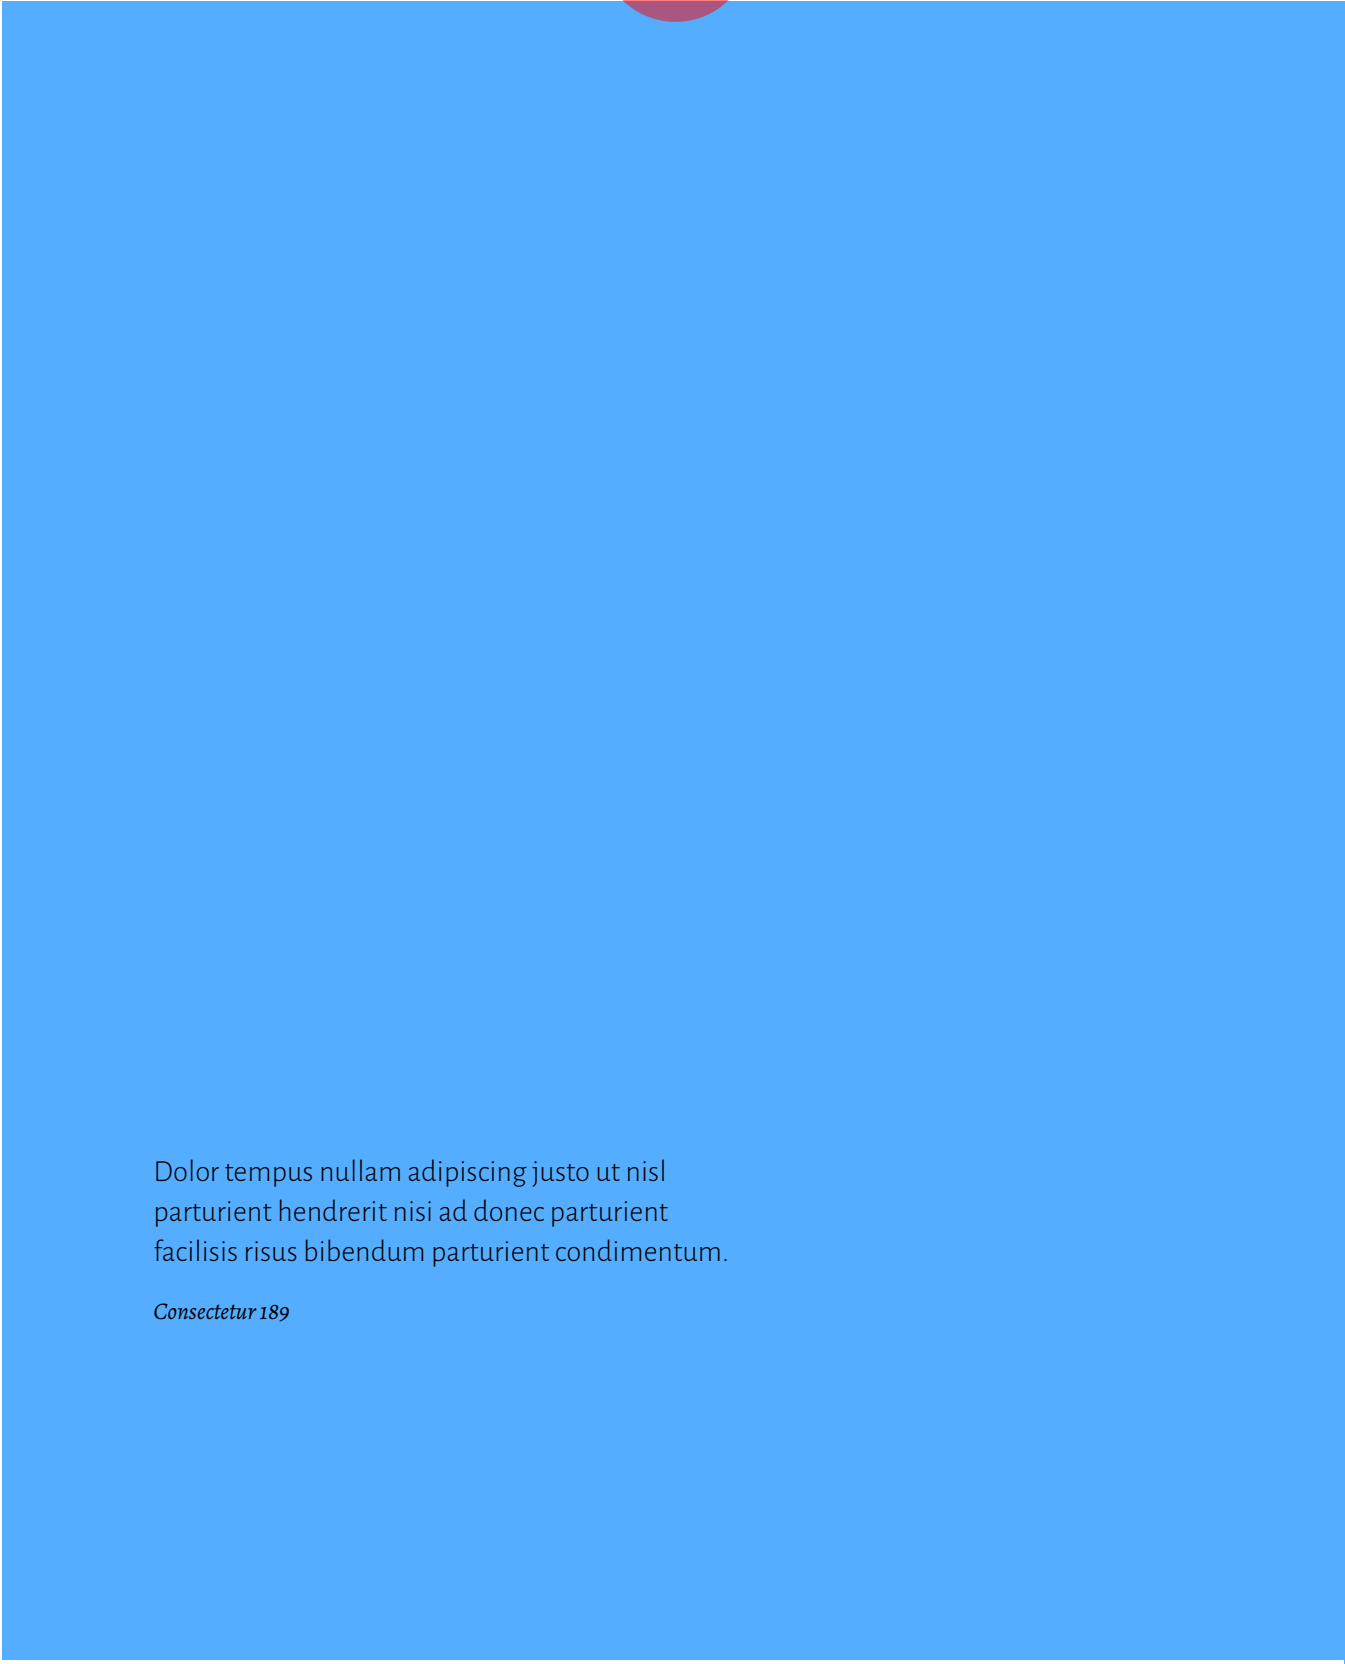 Dolor tempus nullam adipiscing justo ut nisl
parturient hendrerit nisi ad donec parturient
facilisis risus bibendum parturient condimentum.
Consectetur 189